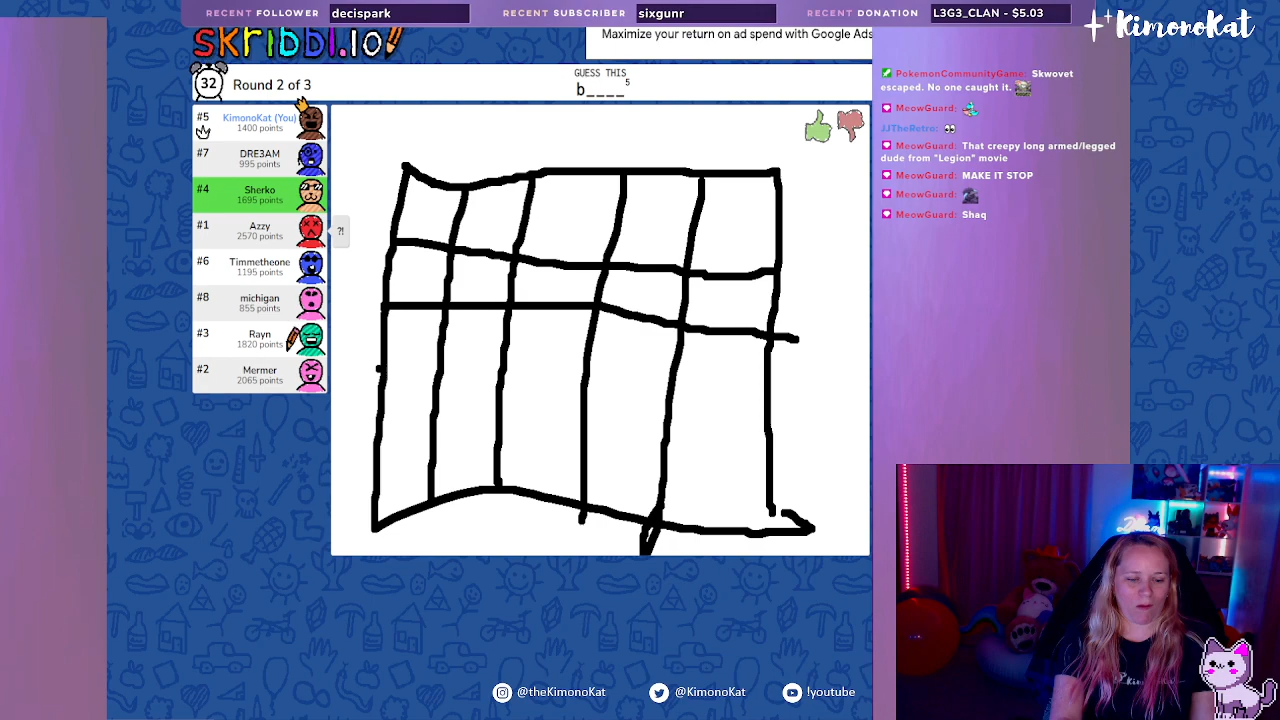 RECENT FOLLOWER decispark RECENT SUBSCRIBER sixgunr RECENT DONATION L3G3_CLAN - $5.03
KimonoKat
skribbl.io
Maximize your return on ad spend with Google Ads
32 Round 2 of 3
GUESS THIS
b____ 5
#5 KimonoKat (You)
1400 points
#7 DRE3AM
995 points
#4 Sherko
1695 points
#1 Azzy
2570 points
?!
#6 Timmetheone
1195 points
#8 michigan
855 points
#3 Rayn
1820 points
#2 Mermer
2065 points
PokemonCommunityGame: Skwovet
escaped. No one caught it.
MeowGuard:
JJTheRetro:
MeowGuard: That creepy long armed/legged
dude from "Legion" movie
MeowGuard: MAKE IT STOP
MeowGuard:
MeowGuard: Shaq
@theKimonoKat @KimonoKat !youtube